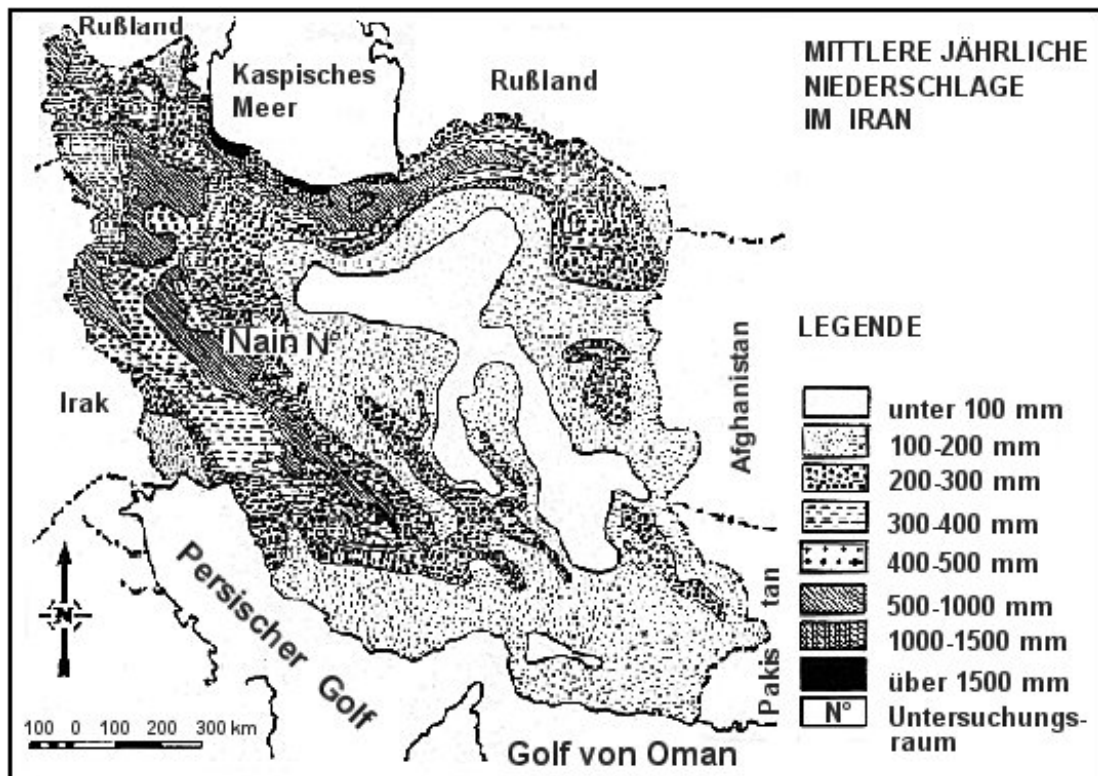 Rußland
Kaspisches
Meer
Rußland
MITTLERE JÄHRLICHE
NIEDERSCHLAGE
IM IRAN
Nain N°
Irak
Afghanistan
Pakis tan
Persischer Golf
Golf von Oman
N
100 0 100 200 300 km
LEGENDE
unter 100 mm
100-200 mm
200-300 mm
300-400 mm
400-500 mm
500-1000 mm
1000-1500 mm
über 1500 mm
N° Untersuchungs-
raum